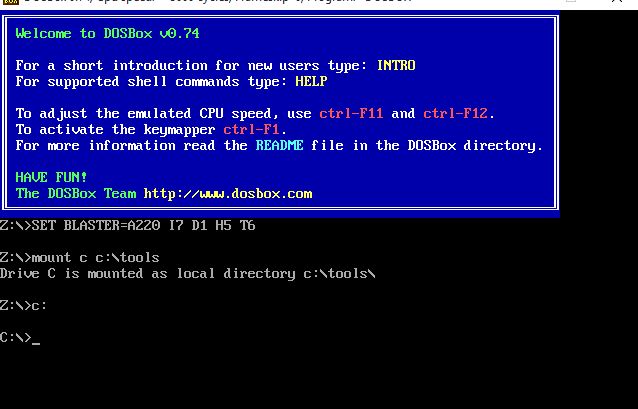 Welcome to DOSBox v0.74
For a short introduction for new users type: INTRO
For supported shell commands type: HELP
To adjust the emulated CPU speed, use ctrl-F11 and ctrl-F12.
To activate the keymapper ctrl-F1.
For more information read the README file in the DOSBox directory.
HAVE FUN!
The DOSBox Team http://www.dosbox.com
Z:\>SET BLASTER=A220 I7 D1 H5 T6
Z:\>mount c c:\tools
Drive C is mounted as local directory c:\tools\
Z:\>c:
C:\>_